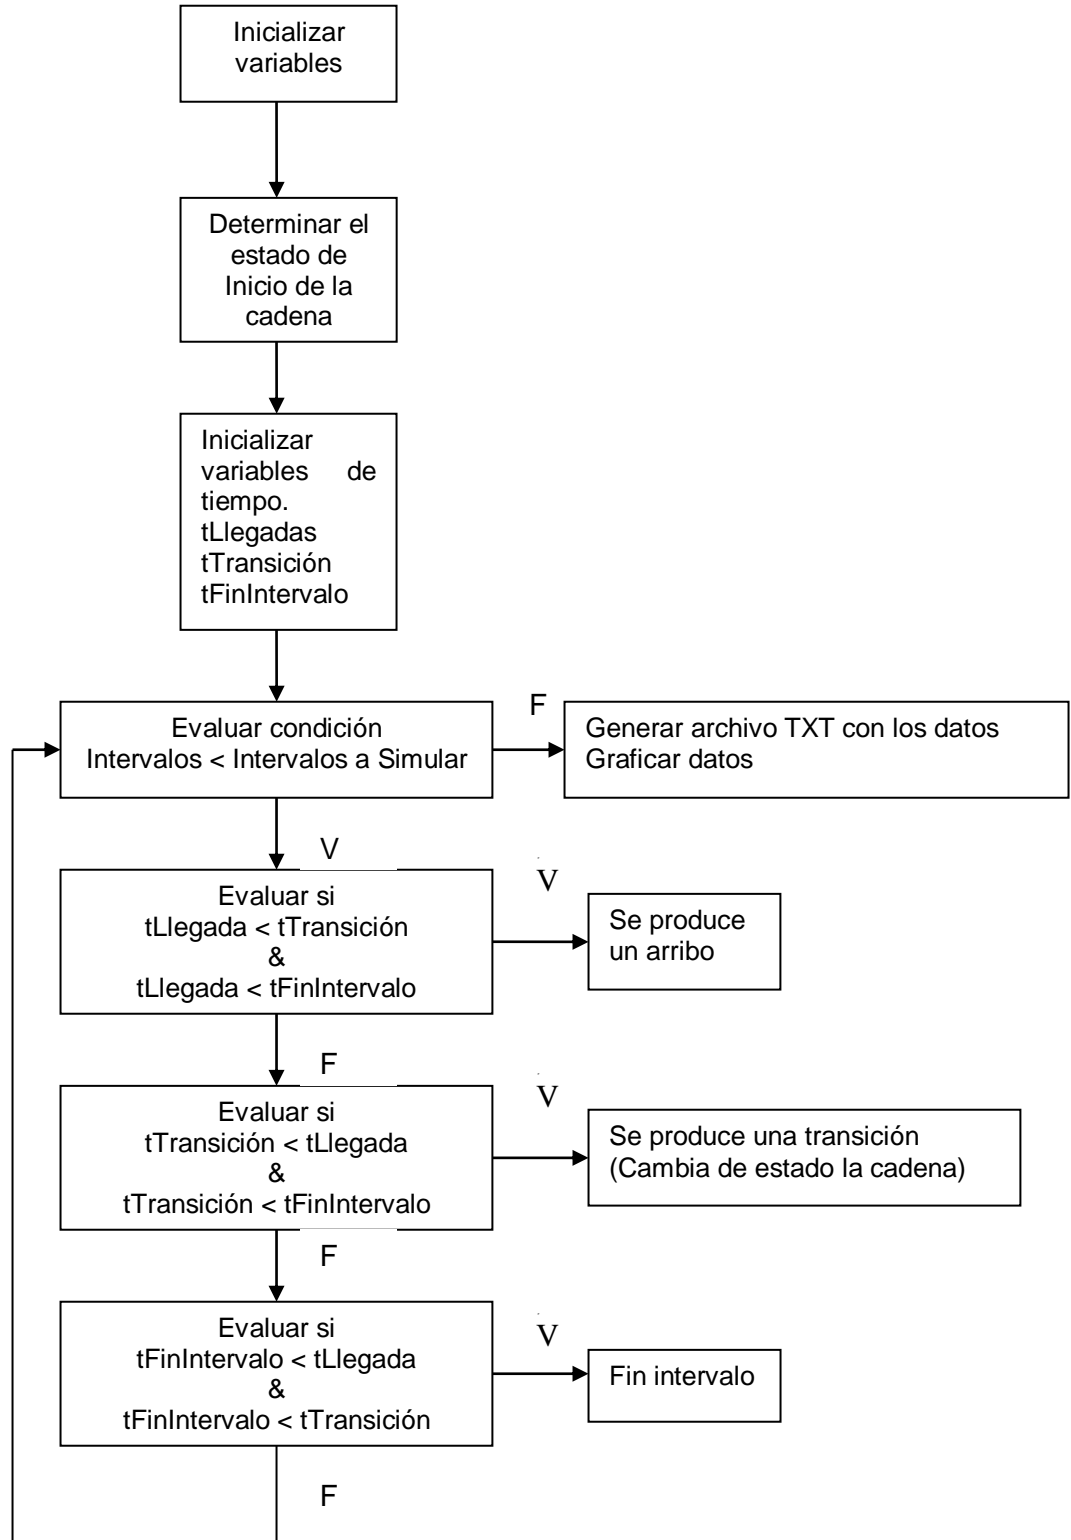 Inicializar
variables
Determinar el
estado de
Inicio de la
cadena
Inicializar
variables de
tiempo.
tLlegadas
tTransición
tFinIntervalo
Evaluar condición
Intervalos < Intervalos a Simular
F
Generar archivo TXT con los datos
Graficar datos
V
Evaluar si
tLlegada < tTransición
&
tLlegada < tFinIntervalo
V
Se produce
un arribo
F
Evaluar si
tTransición < tLlegada
&
tTransición < tFinIntervalo
V
Se produce una transición
(Cambia de estado la cadena)
F
Evaluar si
tFinIntervalo < tLlegada
&
tFinIntervalo < tTransición
V
Fin intervalo
F